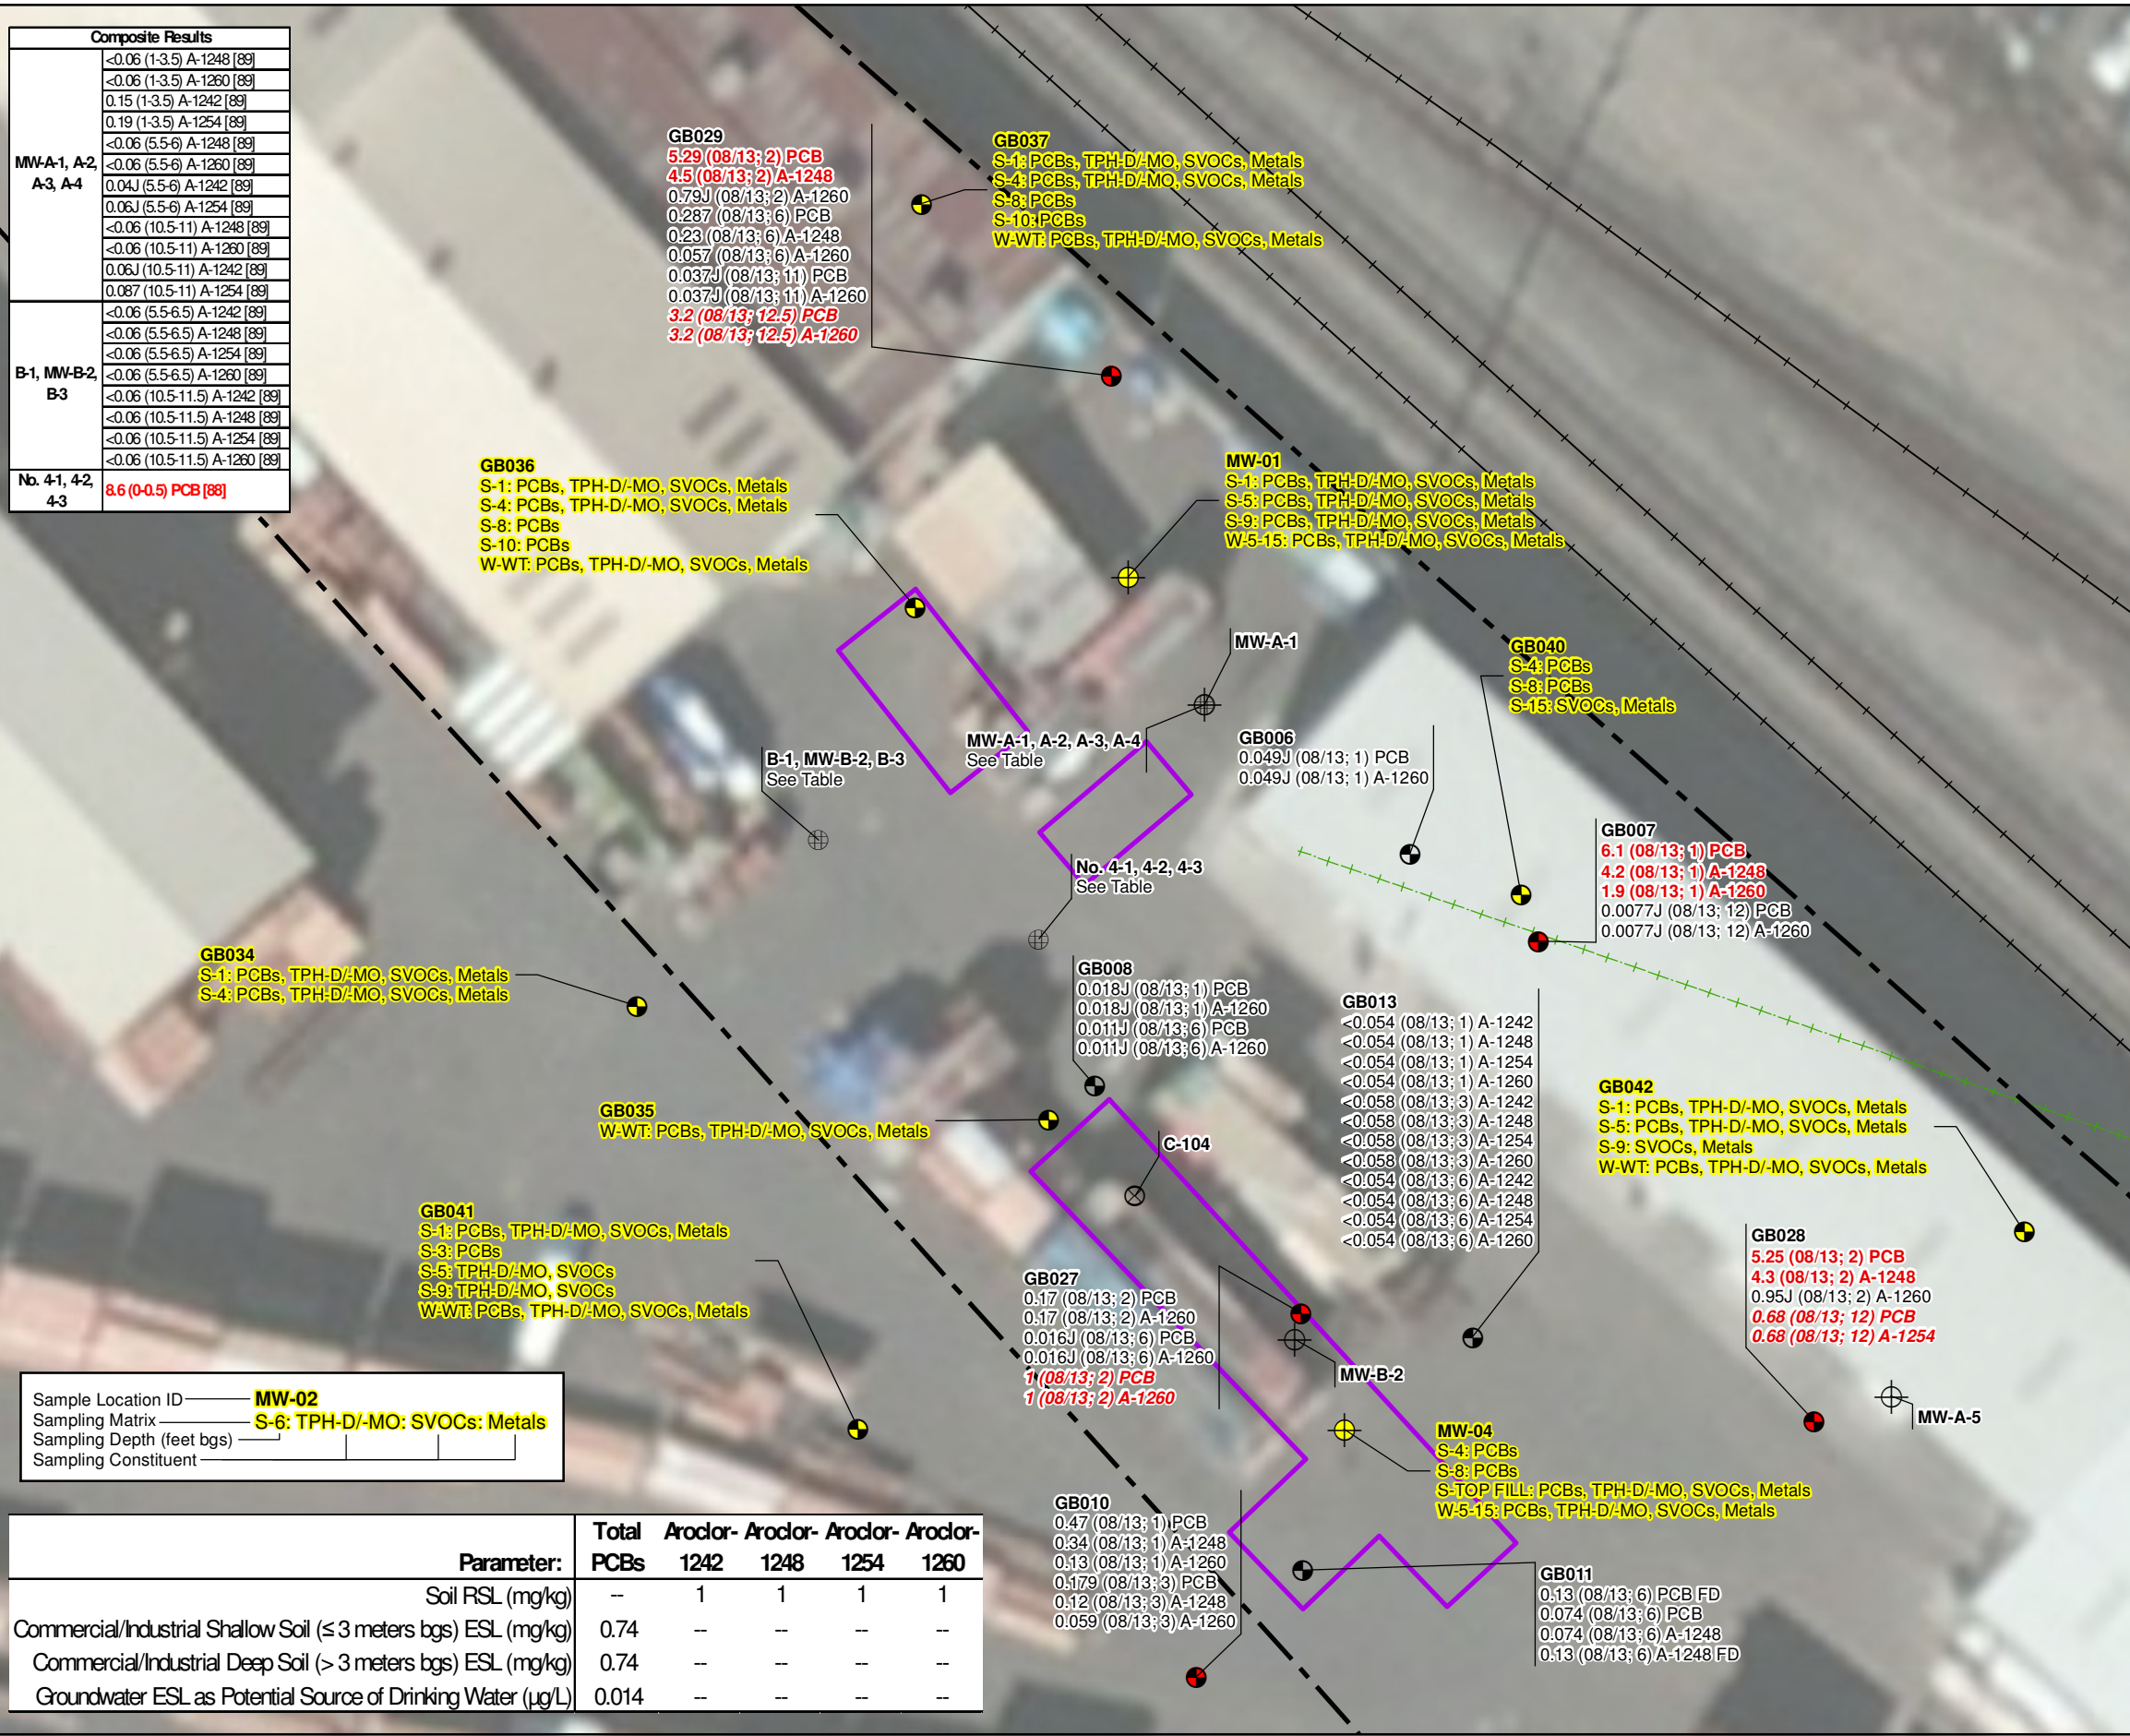 Composite Results
MW-A-1, A-2, A-3, A-4
<0.06 (1-3.5) A-1248 [89]
<0.06 (1-3.5) A-1260 [89]
0.15 (1-3.5) A-1242 [89]
0.19 (1-3.5) A-1254 [89]
<0.06 (5.5-6) A-1248 [89]
<0.06 (5.5-6) A-1260 [89]
0.04J (5.5-6) A-1242 [89]
0.06J (5.5-6) A-1254 [89]
<0.06 (10.5-11) A-1248 [89]
<0.06 (10.5-11) A-1260 [89]
0.06J (10.5-11) A-1242 [89]
0.087 (10.5-11) A-1254 [89]
B-1, MW-B-2, B-3
<0.06 (5.5-6.5) A-1242 [89]
<0.06 (5.5-6.5) A-1248 [89]
<0.06 (5.5-6.5) A-1254 [89]
<0.06 (5.5-6.5) A-1260 [89]
<0.06 (10.5-11.5) A-1242 [89]
<0.06 (10.5-11.5) A-1248 [89]
<0.06 (10.5-11.5) A-1254 [89]
<0.06 (10.5-11.5) A-1260 [89]
No. 4-1, 4-2, 4-3
8.6 (0-0.5) PCB [88]
GB029
5.29 (08/13; 2) PCB
4.5 (08/13; 2) A-1248
0.79J (08/13; 2) A-1260
0.287 (08/13; 6) PCB
0.23 (08/13; 6) A-1248
0.057 (08/13; 6) A-1260
0.037J (08/13; 11) PCB
0.037J (08/13; 11) A-1260
3.2 (08/13; 12.5) PCB
3.2 (08/13; 12.5) A-1260
GB037
S-1: PCBs, TPH-D/-MO, SVOCs, Metals
S-4: PCBs, TPH-D/-MO, SVOCs, Metals
S-8: PCBs
S-10: PCBs
W-WT: PCBs, TPH-D/-MO, SVOCs, Metals
GB036
S-1: PCBs, TPH-D/-MO, SVOCs, Metals
S-4: PCBs, TPH-D/-MO, SVOCs, Metals
S-8: PCBs
S-10: PCBs
W-WT: PCBs, TPH-D/-MO, SVOCs, Metals
MW-01
S-1: PCBs, TPH-D/-MO, SVOCs, Metals
S-5: PCBs, TPH-D/-MO, SVOCs, Metals
S-9: PCBs, TPH-D/-MO, SVOCs, Metals
W-5-15: PCBs, TPH-D/-MO, SVOCs, Metals
MW-A-1
GB040
S-4: PCBs
S-8: PCBs
S-15: SVOCs, Metals
MW-A-1, A-2, A-3, A-4
See Table
B-1, MW-B-2, B-3
See Table
GB006
0.049J (08/13; 1) PCB
0.049J (08/13; 1) A-1260
GB007
6.1 (08/13; 1) PCB
4.2 (08/13; 1) A-1248
1.9 (08/13; 1) A-1260
0.0077J (08/13; 12) PCB
0.0077J (08/13; 12) A-1260
No. 4-1, 4-2, 4-3
See Table
GB034
S-1: PCBs, TPH-D/-MO, SVOCs, Metals
S-4: PCBs, TPH-D/-MO, SVOCs, Metals
GB008
0.018J (08/13; 1) PCB
0.018J (08/13; 1) A-1260
0.011J (08/13; 6) PCB
0.011J (08/13; 6) A-1260
GB013
<0.054 (08/13; 1) A-1242
<0.054 (08/13; 1) A-1248
<0.054 (08/13; 1) A-1254
<0.054 (08/13; 1) A-1260
<0.058 (08/13; 3) A-1242
<0.058 (08/13; 3) A-1248
<0.058 (08/13; 3) A-1254
<0.058 (08/13; 3) A-1260
<0.054 (08/13; 6) A-1242
<0.054 (08/13; 6) A-1248
<0.054 (08/13; 6) A-1254
<0.054 (08/13; 6) A-1260
GB042
S-1: PCBs, TPH-D/-MO, SVOCs, Metals
S-5: PCBs, TPH-D/-MO, SVOCs, Metals
S-9: SVOCs, Metals
W-WT: PCBs, TPH-D/-MO, SVOCs, Metals
GB035
W-WT: PCBs, TPH-D/-MO, SVOCs, Metals
C-104
GB041
S-1: PCBs, TPH-D/-MO, SVOCs, Metals
S-3: PCBs
S-5: TPH-D/-MO, SVOCs
S-9: TPH-D/-MO, SVOCs
W-WT: PCBs, TPH-D/-MO, SVOCs, Metals
GB028
5.25 (08/13; 2) PCB
4.3 (08/13; 2) A-1248
0.95J (08/13; 2) A-1260
0.68 (08/13; 12) PCB
0.68 (08/13; 12) A-1254
GB027
0.17 (08/13; 2) PCB
0.17 (08/13; 2) A-1260
0.016J (08/13; 6) PCB
0.016J (08/13; 6) A-1260
1 (08/13; 2) PCB
1 (08/13; 2) A-1260
MW-B-2
MW-A-5
MW-04
S-4: PCBs
S-8: PCBs
S-TOP FILL: PCBs, TPH-D/-MO, SVOCs, Metals
W-5-15: PCBs, TPH-D/-MO, SVOCs, Metals
Sample Location ID MW-02
Sampling Matrix S-6: TPH-D/-MO: SVOCs: Metals
Sampling Depth (feet bgs)
Sampling Constituent
GB010
0.47 (08/13; 1) PCB
0.34 (08/13; 1) A-1248
0.13 (08/13; 1) A-1260
0.179 (08/13; 3) PCB
0.12 (08/13; 3) A-1248
0.059 (08/13; 3) A-1260
GB011
0.13 (08/13; 6) PCB FD
0.074 (08/13; 6) PCB
0.074 (08/13; 6) A-1248
0.13 (08/13; 6) A-1248 FD
Parameter: Total PCBs Aroclor-1242 Aroclor-1248 Aroclor-1254 Aroclor-1260
Soil RSL (mg/kg) -- 1 1 1 1
Commercial/Industrial Shallow Soil (≤ 3 meters bgs) ESL (mg/kg) 0.74 -- -- -- --
Commercial/Industrial Deep Soil (> 3 meters bgs) ESL (mg/kg) 0.74 -- -- -- --
Groundwater ESL as Potential Source of Drinking Water (µg/L) 0.014 -- -- -- --